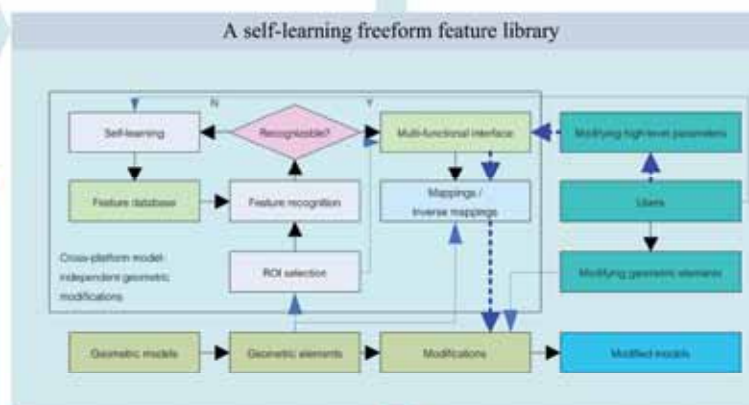 A self-learning freeform feature library
N
Y
Self-learning
Recognizable?
Multi-functional interface
Modifying high-level parameters
Feature database
Feature recognition
Mappings /
Inverse mappings
Users
Cross-platform model-
independent geometric
modifications
ROI selection
Modifying geometric elements
Geometric models
Geometric elements
Modifications
Modified models